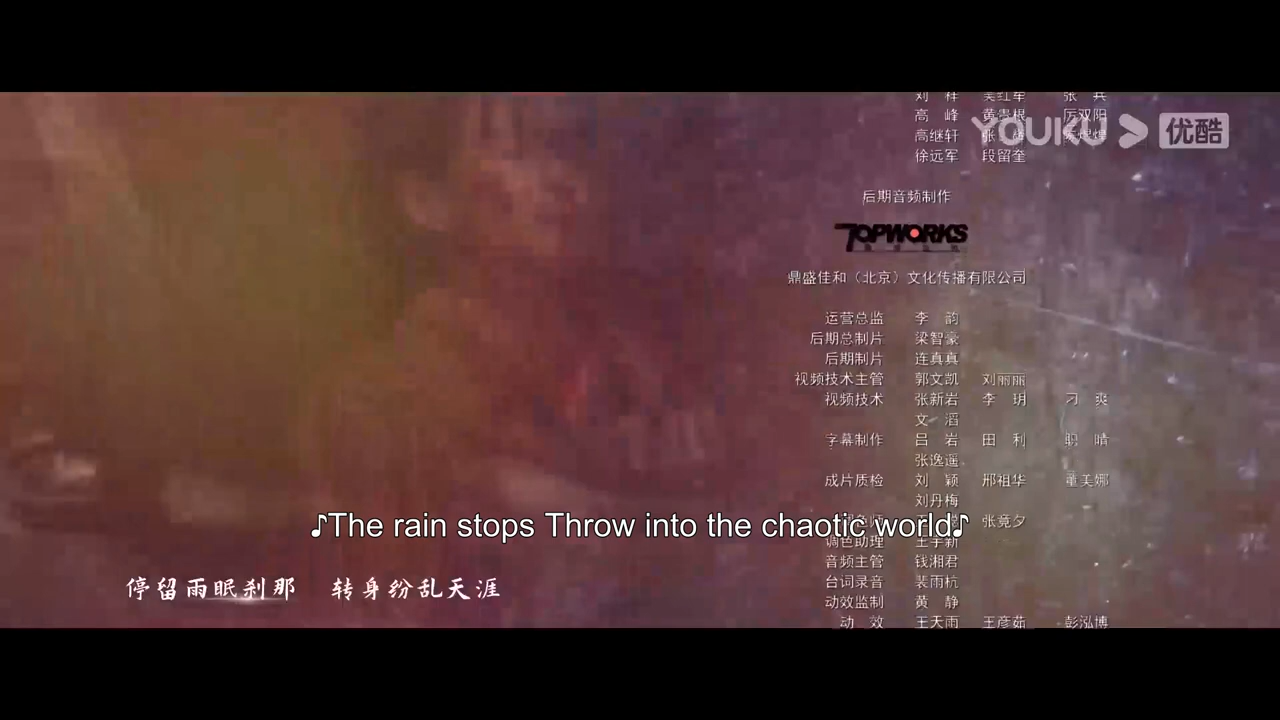 高 峰 黄贵根 厉双阳
YOUKU 优酷
高继轩
徐远军 段留奎
后期音频制作
TOPWORKS
鼎盛佳和（北京）文化传播有限公司
运营总监 李 韵
后期总制片 梁智豪
后期制片 连真真
视频技术主管 郭文凯 刘丽丽
视频技术 张新岩 李 玥 刁 爽
文 滔
字幕制作 吕 岩 田 利 职 晴
张逸遥
成片质检 刘 颖 邢祖华 董美娜
刘丹梅
张竟夕
♪The rain stops Throw into the chaotic world♪
调色助理 王宇新
音频主管 钱湘君
台词录音 裴雨杭
停留雨眠刹那 转身纷乱天涯
动效监制 黄 静
动 效 王天雨 王彦茹 彭泓博